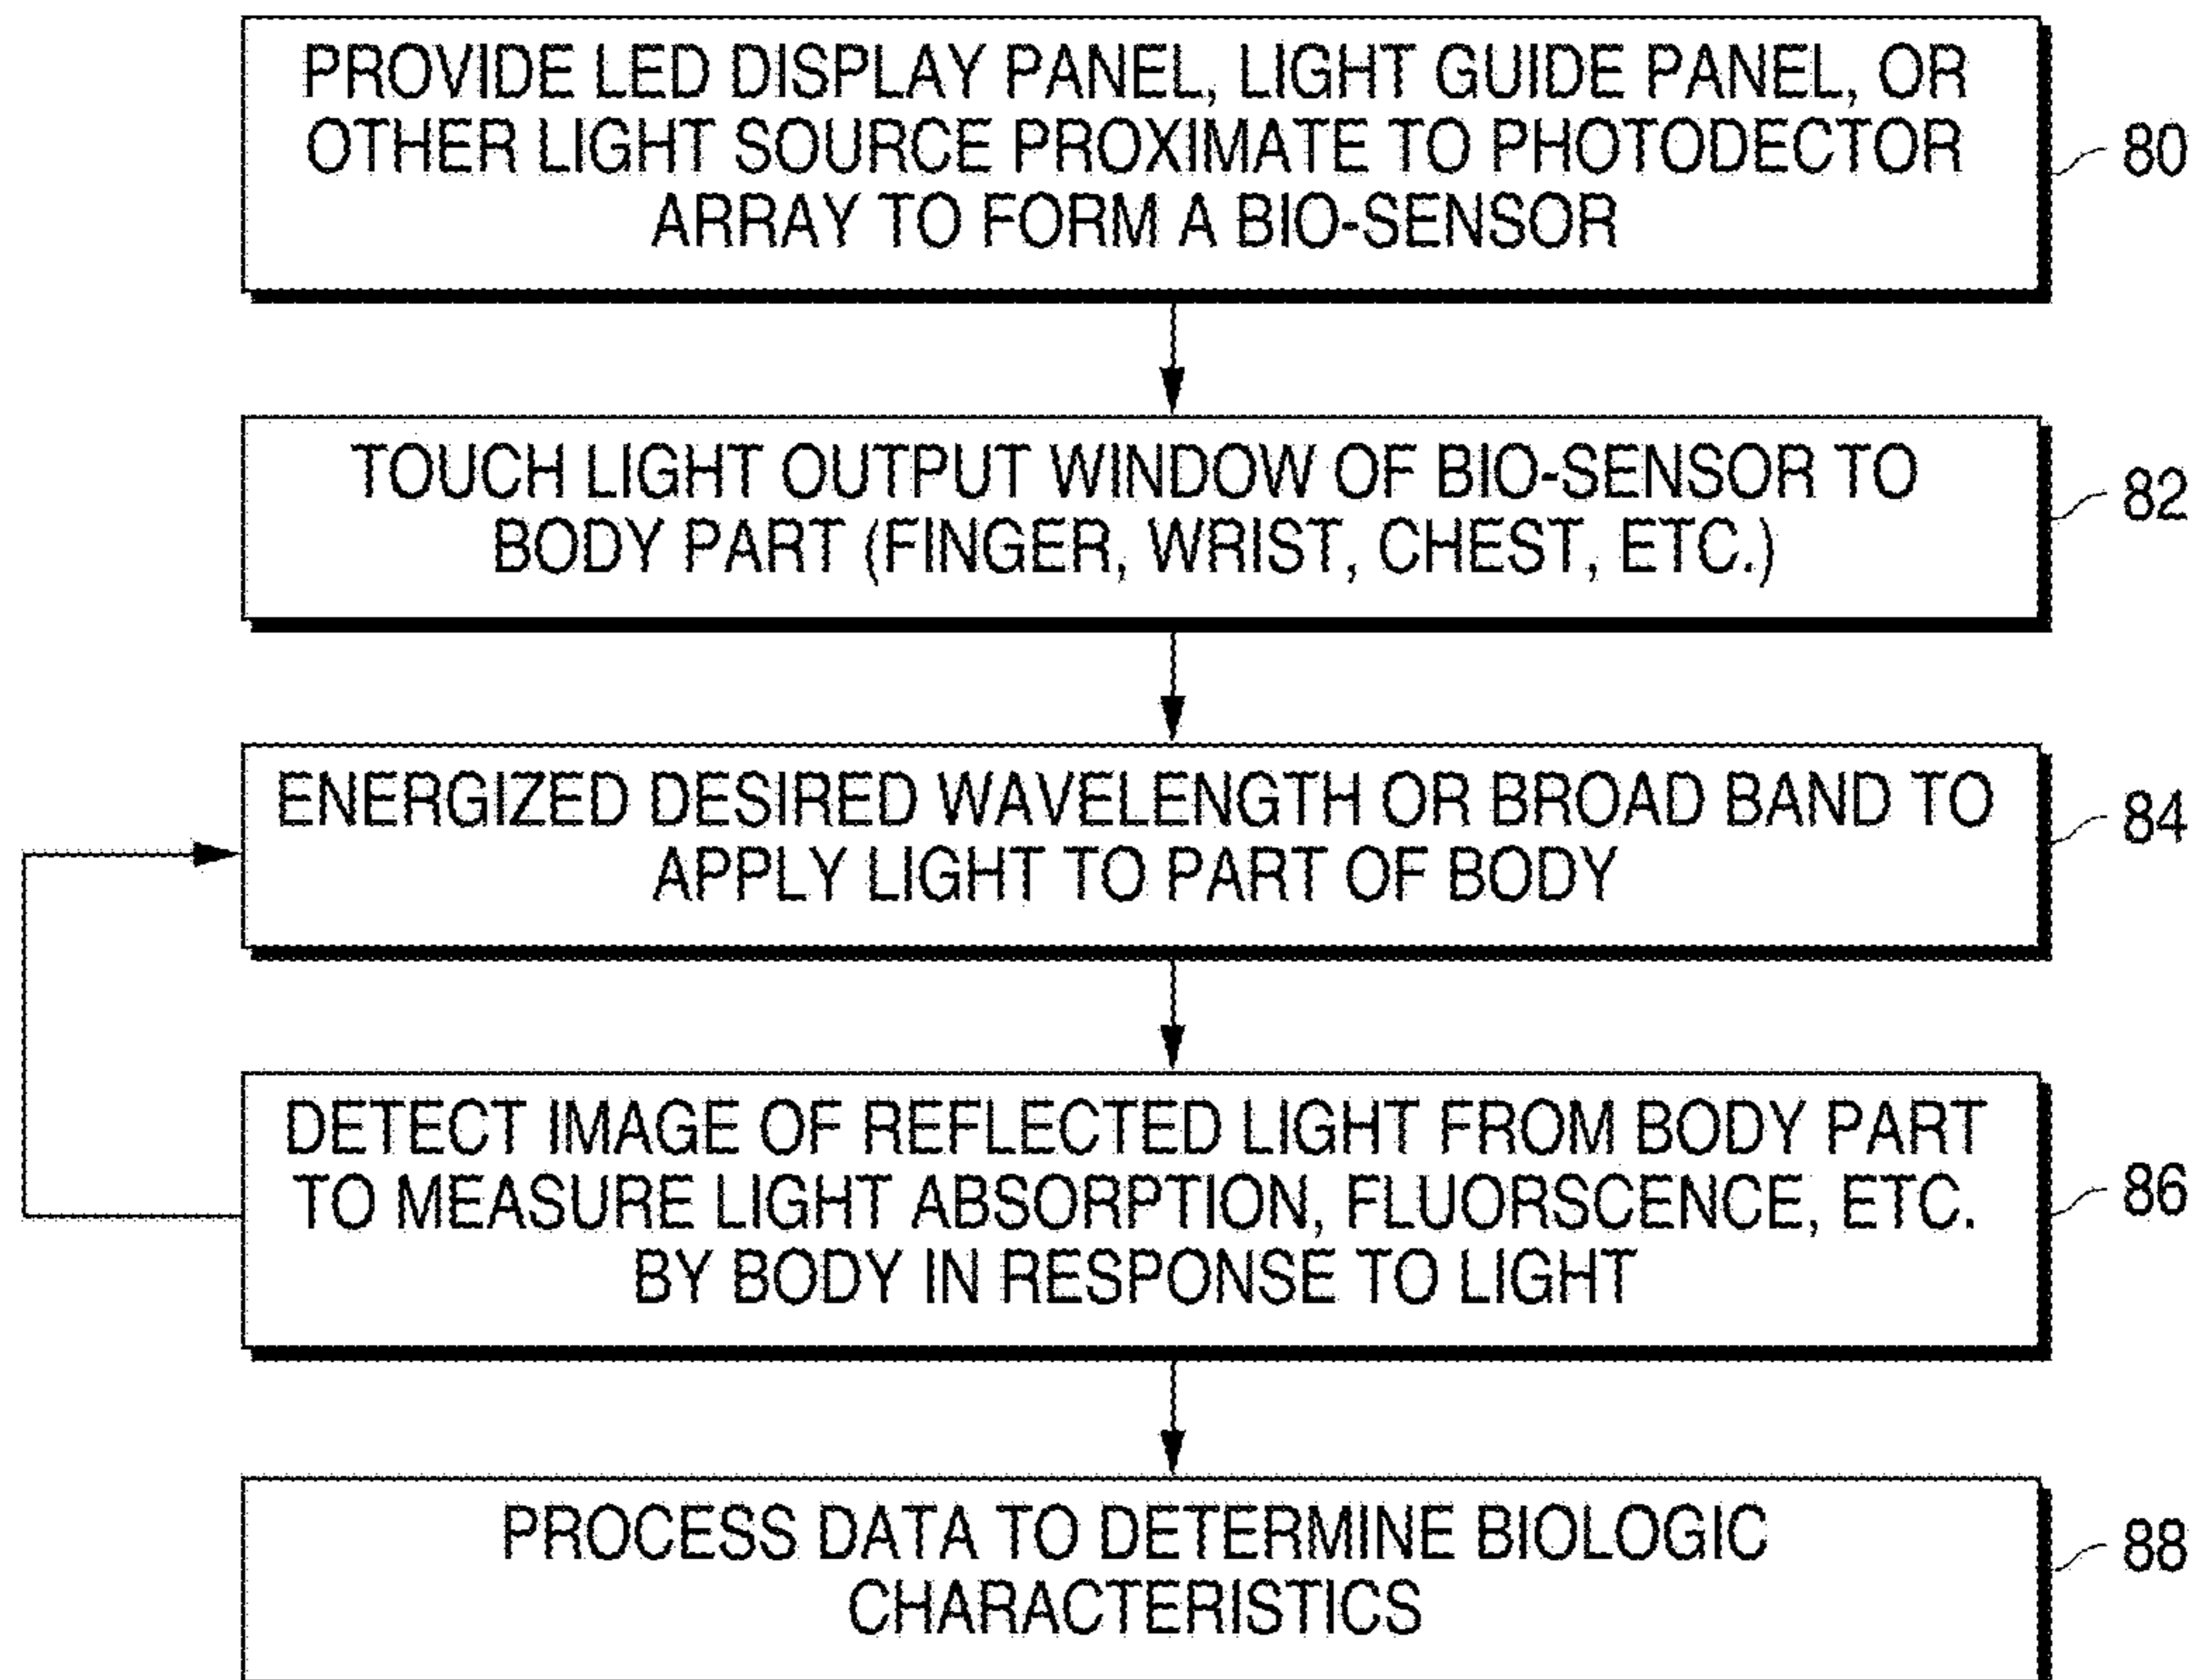 PROVIDE LED DISPLAY PANEL, LIGHT GUIDE PANEL, OR
OTHER LIGHT SOURCE PROXIMATE TO PHOTODECTOR
ARRAY TO FORM A BIO-SENSOR
80
TOUCH LIGHT OUTPUT WINDOW OF BIO-SENSOR TO
BODY PART (FINGER, WRIST, CHEST, ETC.)
82
ENERGIZED DESIRED WAVELENGTH OR BROAD BAND TO
APPLY LIGHT TO PART OF BODY
84
DETECT IMAGE OF REFLECTED LIGHT FROM BODY PART
TO MEASURE LIGHT ABSORPTION, FLUORSCENCE, ETC.
BY BODY IN RESPONSE TO LIGHT
86
PROCESS DATA TO DETERMINE BIOLOGIC
CHARACTERISTICS
88